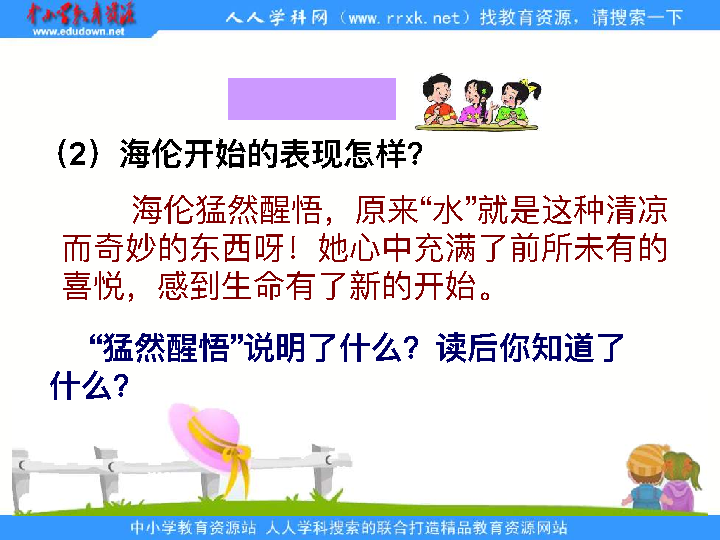 中小学教育资源
www.edudown.net
人人学科网（www.rrxk.net）找教育资源，请搜索一下
（2）海伦开始的表现怎样？
海伦猛然醒悟，原来“水”就是这种清凉
而奇妙的东西呀！她心中充满了前所未有的
喜悦，感到生命有了新的开始。
“猛然醒悟”说明了什么？读后你知道了
什么？
中小学教育资源站 人人学科搜索的联合打造精品教育资源网站